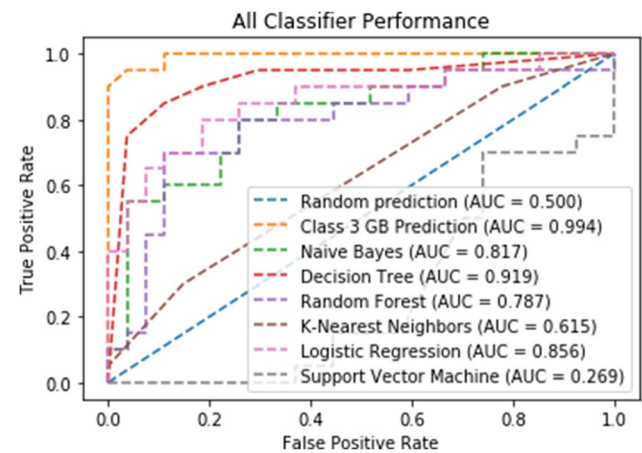 All Classifier Performance
1.0
0.8
0.6
0.4
0.2
0.0
True Positive Rate
Random prediction (AUC = 0.500)
Class 3 GB Prediction (AUC = 0.994)
Naive Bayes (AUC = 0.817)
Decision Tree (AUC = 0.919)
Random Forest (AUC = 0.787)
K-Nearest Neighbors (AUC = 0.615)
Logistic Regression (AUC = 0.856)
Support Vector Machine (AUC = 0.269)
0.0 0.2 0.4 0.6 0.8 1.0
False Positive Rate